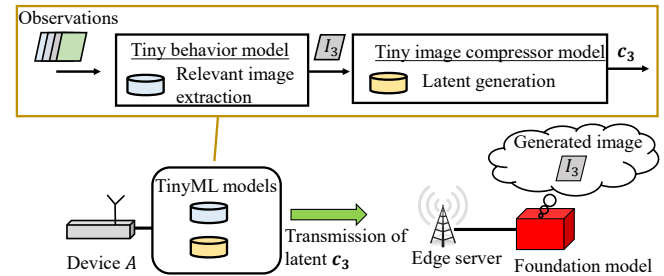 Observations
Tiny behavior model
Relevant image
extraction
I₃
Tiny image compressor model
Latent generation
c₃
Generated image
I₃
TinyML models
Transmission of
latent c₃
Device A
Edge server
Foundation model